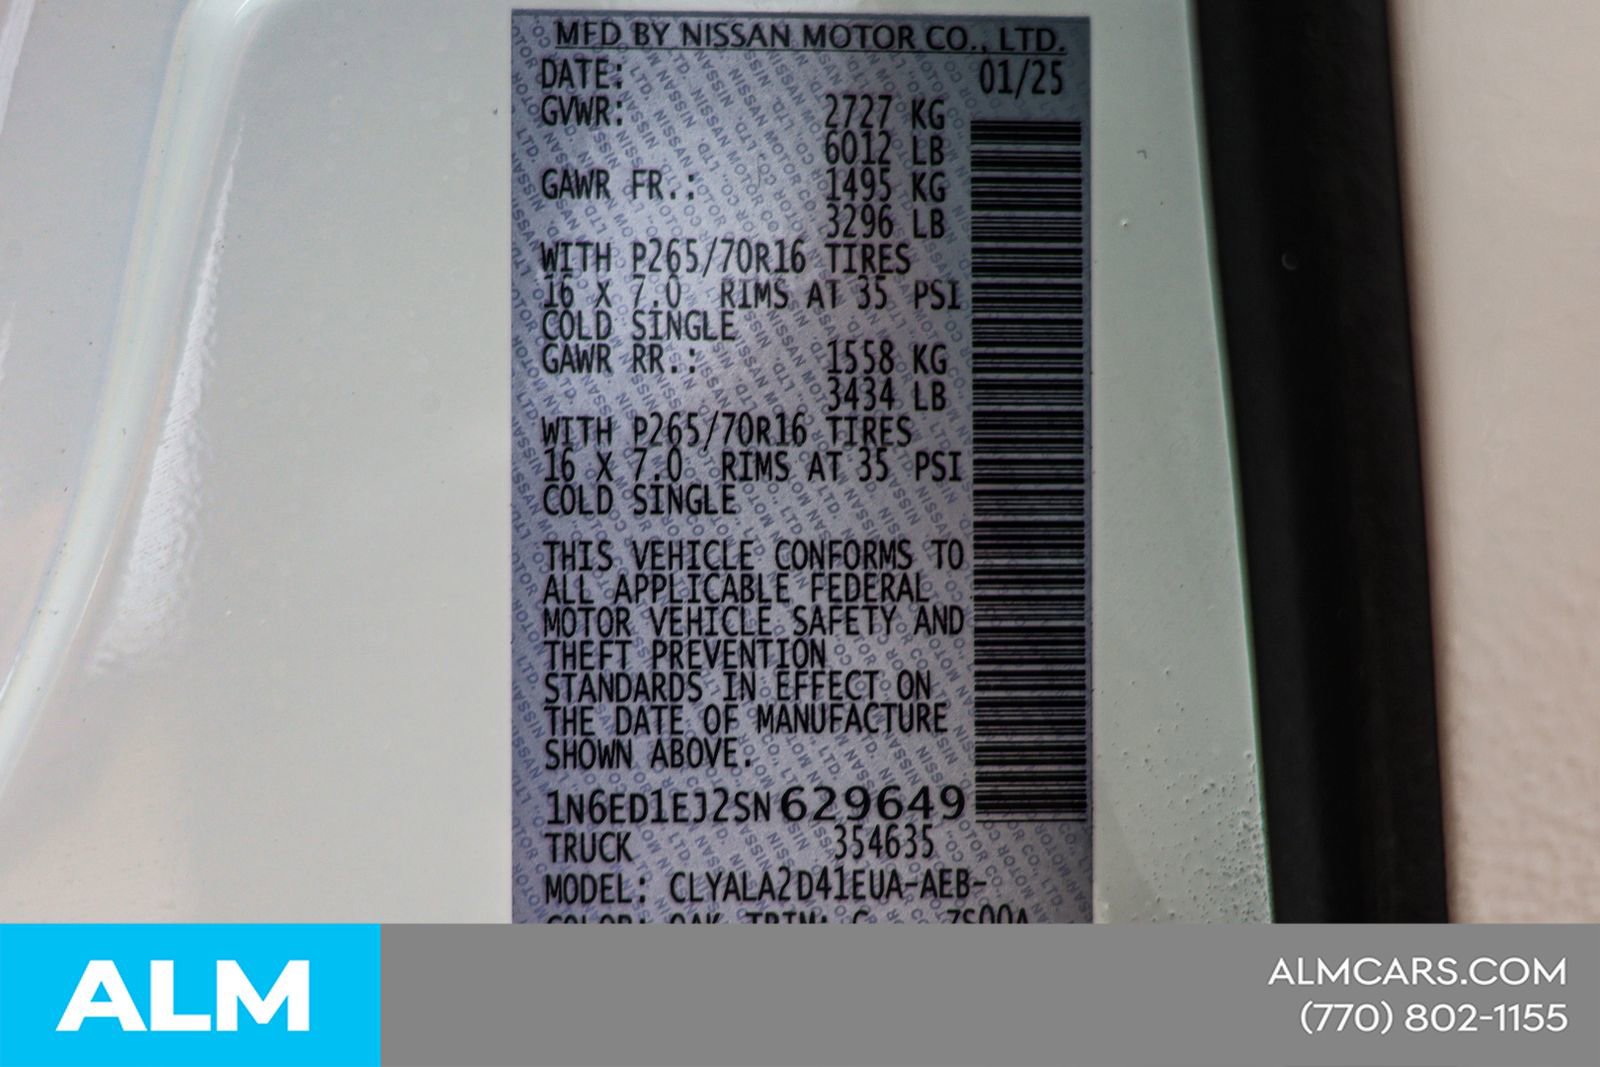 MFD BY NISSAN MOTOR CO., LTD.
DATE: 01/25
GVWR: 2727 KG
6012 LB
GAWR FR.: 1495 KG
3296 LB
WITH P265/70R16 TIRES
16 X 7.0 RIMS AT 35 PSI
COLD SINGLE
GAWR RR.: 1558 KG
3434 LB
WITH P265/70R16 TIRES
16 X 7.0 RIMS AT 35 PSI
COLD SINGLE
THIS VEHICLE CONFORMS TO
ALL APPLICABLE FEDERAL
MOTOR VEHICLE SAFETY AND
THEFT PREVENTION
STANDARDS IN EFFECT ON
THE DATE OF MANUFACTURE
SHOWN ABOVE.
1N6ED1EJ2SN629649
TRUCK 354635
MODEL: CLYALA2D41EUA-AEB-
COLOR: TRIM: G
ALM
ALMCARS.COM
(770) 802-1155